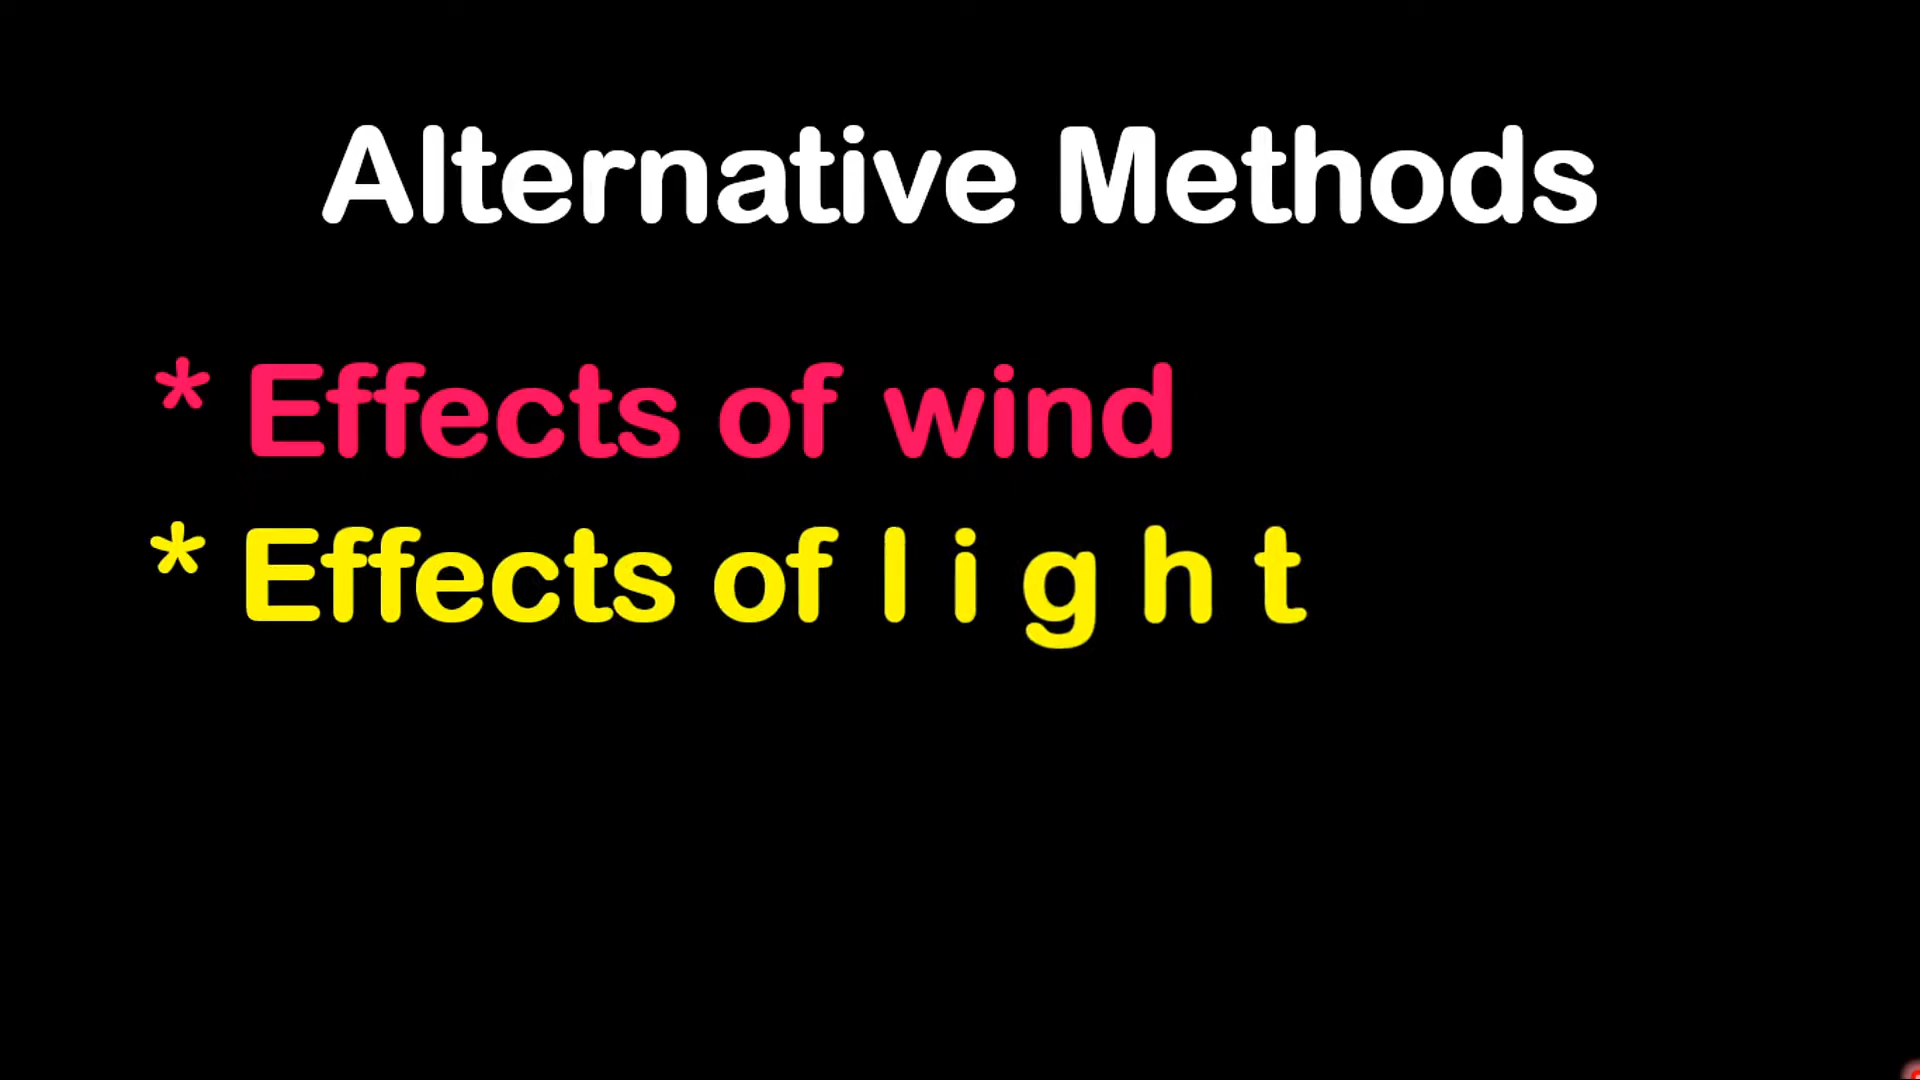 Alternative Methods
* Effects of wind
* Effects of l i g h t